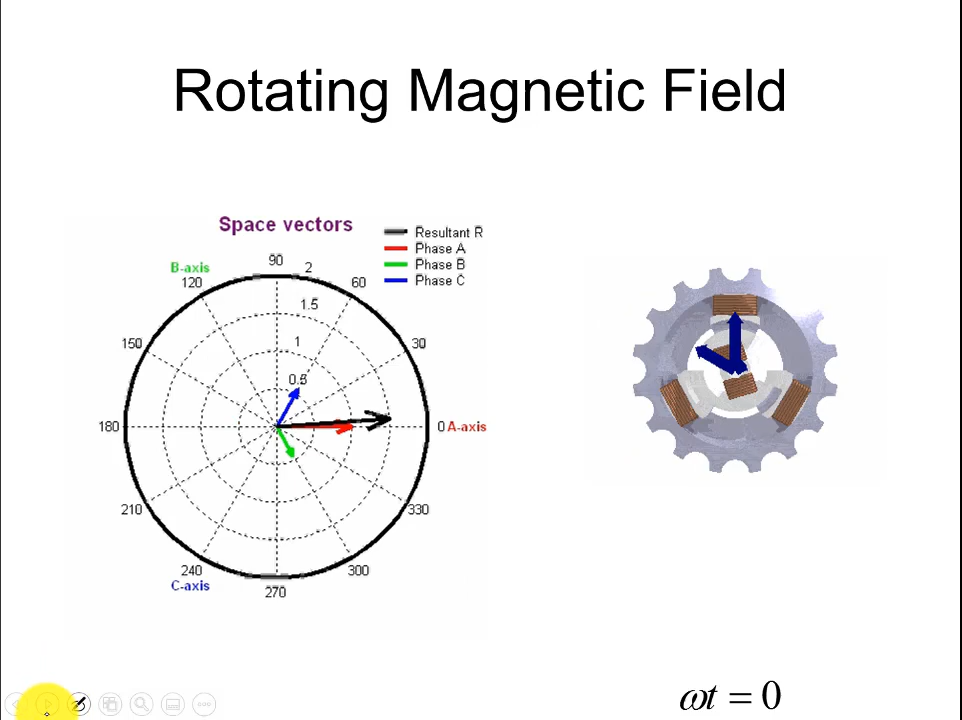 Rotating Magnetic Field
Space vectors
Resultant R
Phase A
Phase B
Phase C
B-axis
90
2
120
60
1.5
150
1
30
0.5
180
0 A-axis
210
330
240
300
C-axis
270
ωt = 0